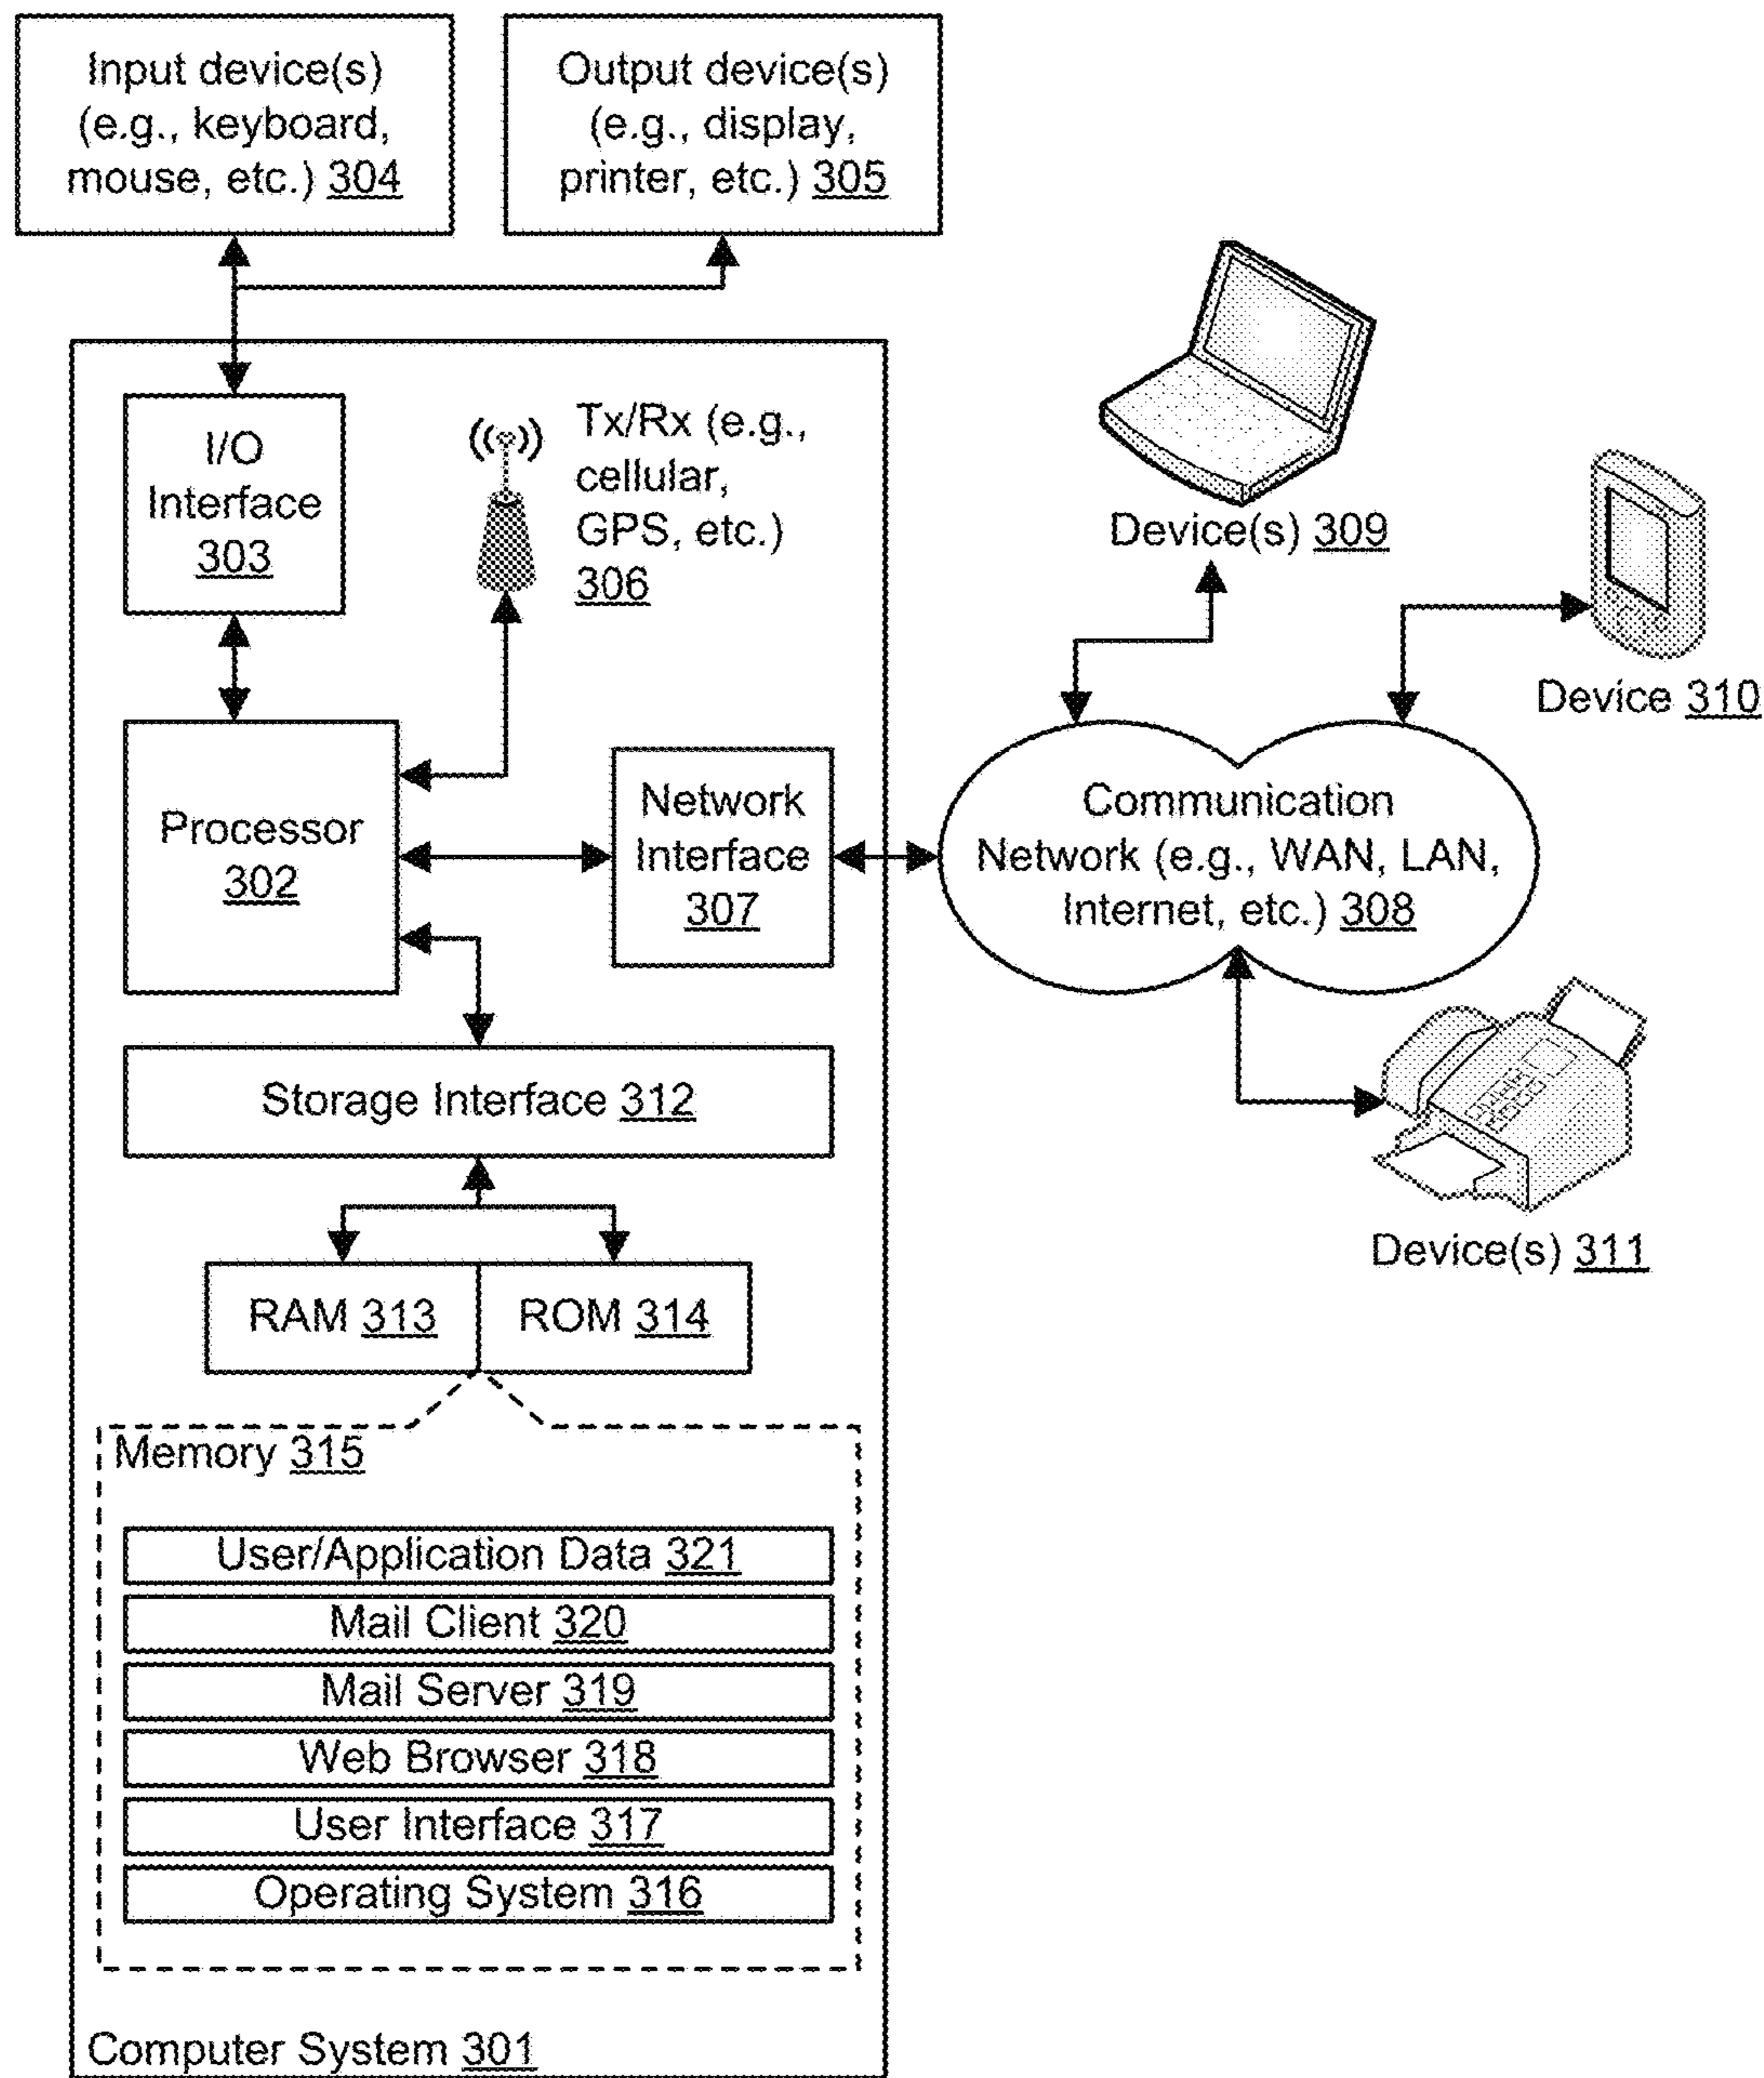 Input device(s)
(e.g., keyboard,
mouse, etc.) 304
Output device(s)
(e.g., display,
printer, etc.) 305
I/O
Interface
303
Tx/Rx (e.g.,
cellular,
GPS, etc.)
306
Device(s) 309
Device 310
Processor
302
Network
Interface
307
Communication
Network (e.g., WAN, LAN,
Internet, etc.) 308
Storage Interface 312
Device(s) 311
RAM 313
ROM 314
Memory 315
User/Application Data 321
Mail Client 320
Mail Server 319
Web Browser 318
User Interface 317
Operating System 316
Computer System 301